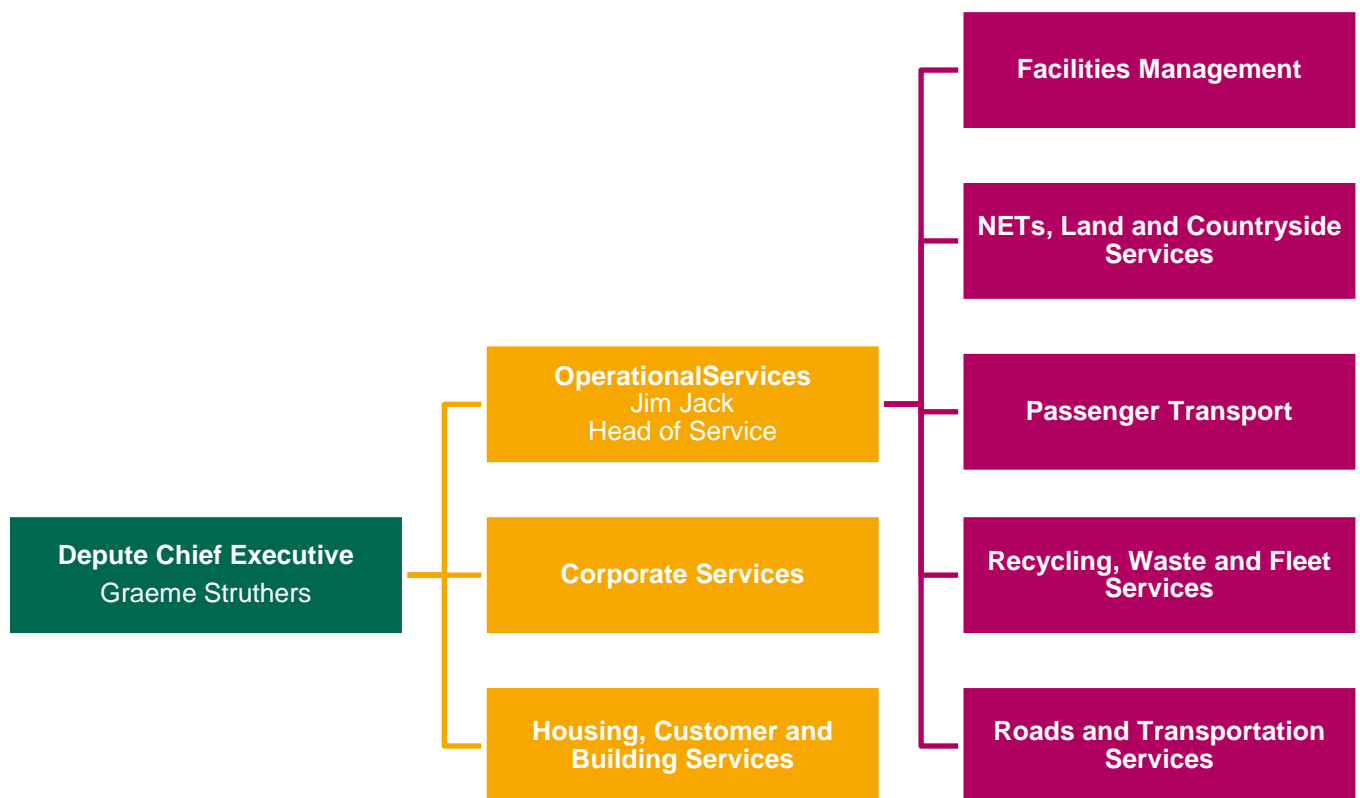 Depute Chief Executive
Graeme Struthers
OperationalServices
Jim Jack
Head of Service
Corporate Services
Housing, Customer and
Building Services
Facilities Management
NETs, Land and Countryside
Services
Passenger Transport
Recycling, Waste and Fleet
Services
Roads and Transportation
Services